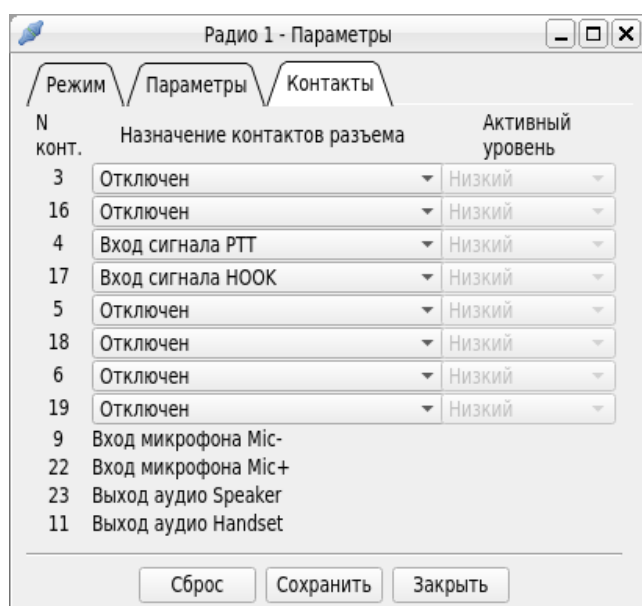 Радио 1 - Параметры
Режим Параметры Контакты
N конт. Назначение контактов разъема Активный уровень
3 Отключен Низкий
16 Отключен Низкий
4 Вход сигнала PTT Низкий
17 Вход сигнала HOOK Низкий
5 Отключен Низкий
18 Отключен Низкий
6 Отключен Низкий
19 Отключен Низкий
9 Вход микрофона Mic-
22 Вход микрофона Mic+
23 Выход аудио Speaker
11 Выход аудио Handset
Сброс Сохранить Закрыть